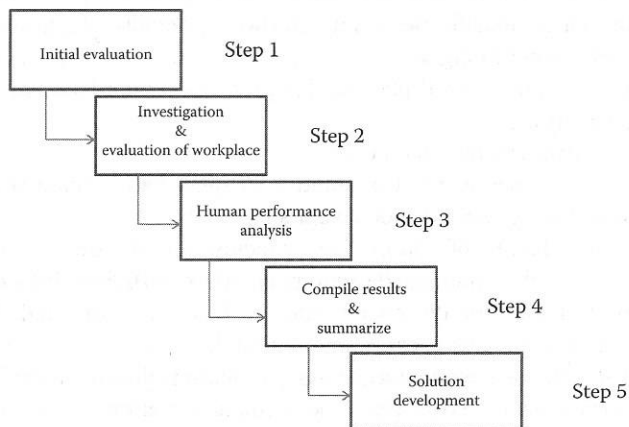 Initial evaluation
Step 1
Investigation
&
evaluation of workplace
Step 2
Human performance
analysis
Step 3
Compile results
&
summarize
Step 4
Solution
development
Step 5